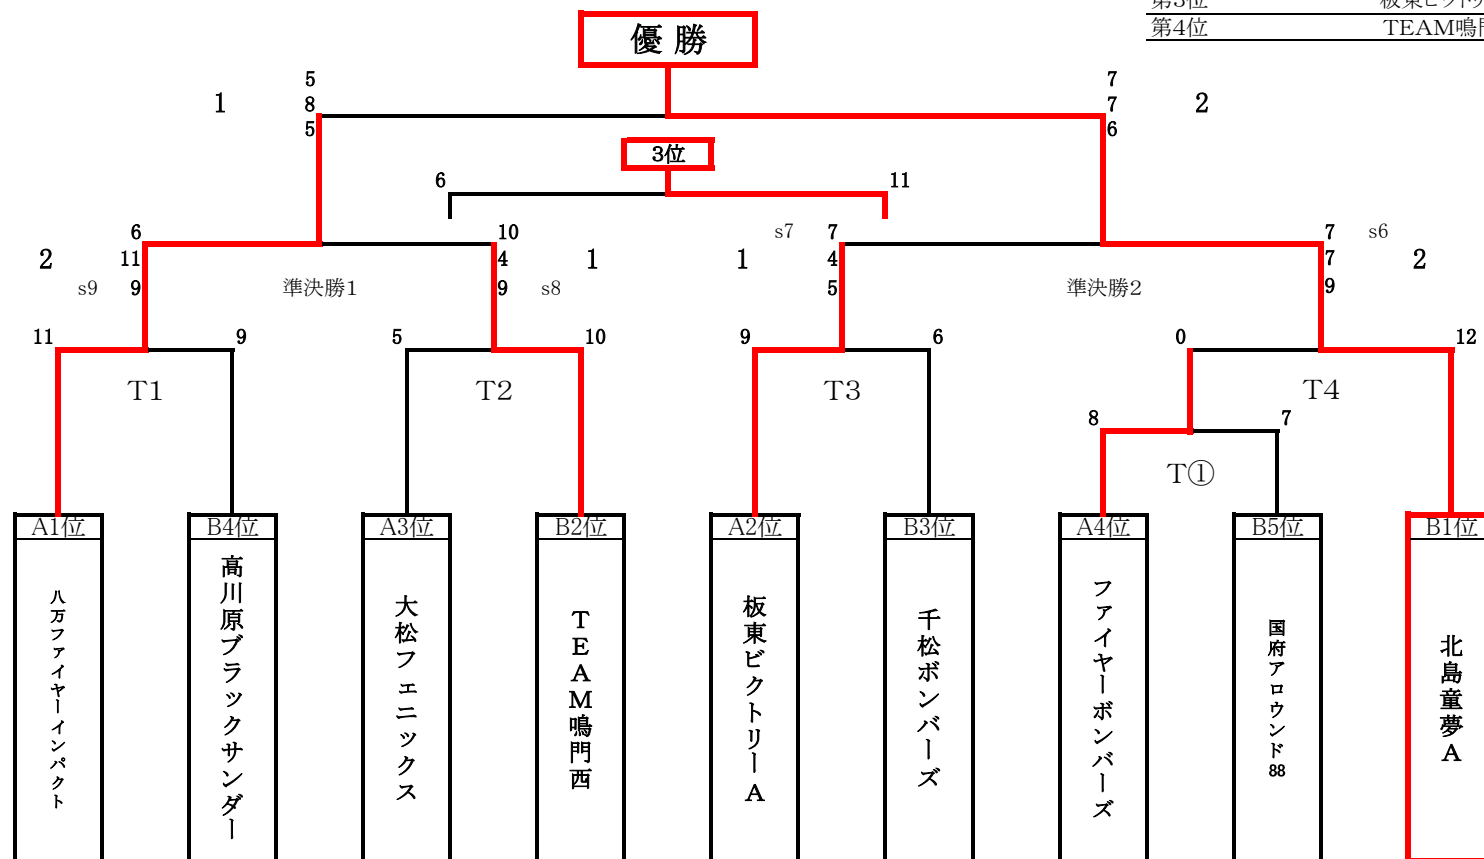 第3位
第4位 TEAM鳴門
優勝
5 7
1 8 7 2
5 6
3位
6 11
6 10 s7 7 7 s6
2 11 4 1 1 4 7 2
s9 9 準決勝1 9 s8 5 準決勝2 9
11 9 5 10 9 6 0 12
T1 T2 T3 T4
8 7
T①
A1位 B4位 A3位 B2位 A2位 B3位 A4位 B5位 B1位
八万ファイヤーインパクト
高川原ブラックサンダー
大松フェニックス
TEAM鳴門西
板東ビクトリーA
千松ボンバーズ
ファイヤーボンバーズ
国府アロウンド88
北島童夢A